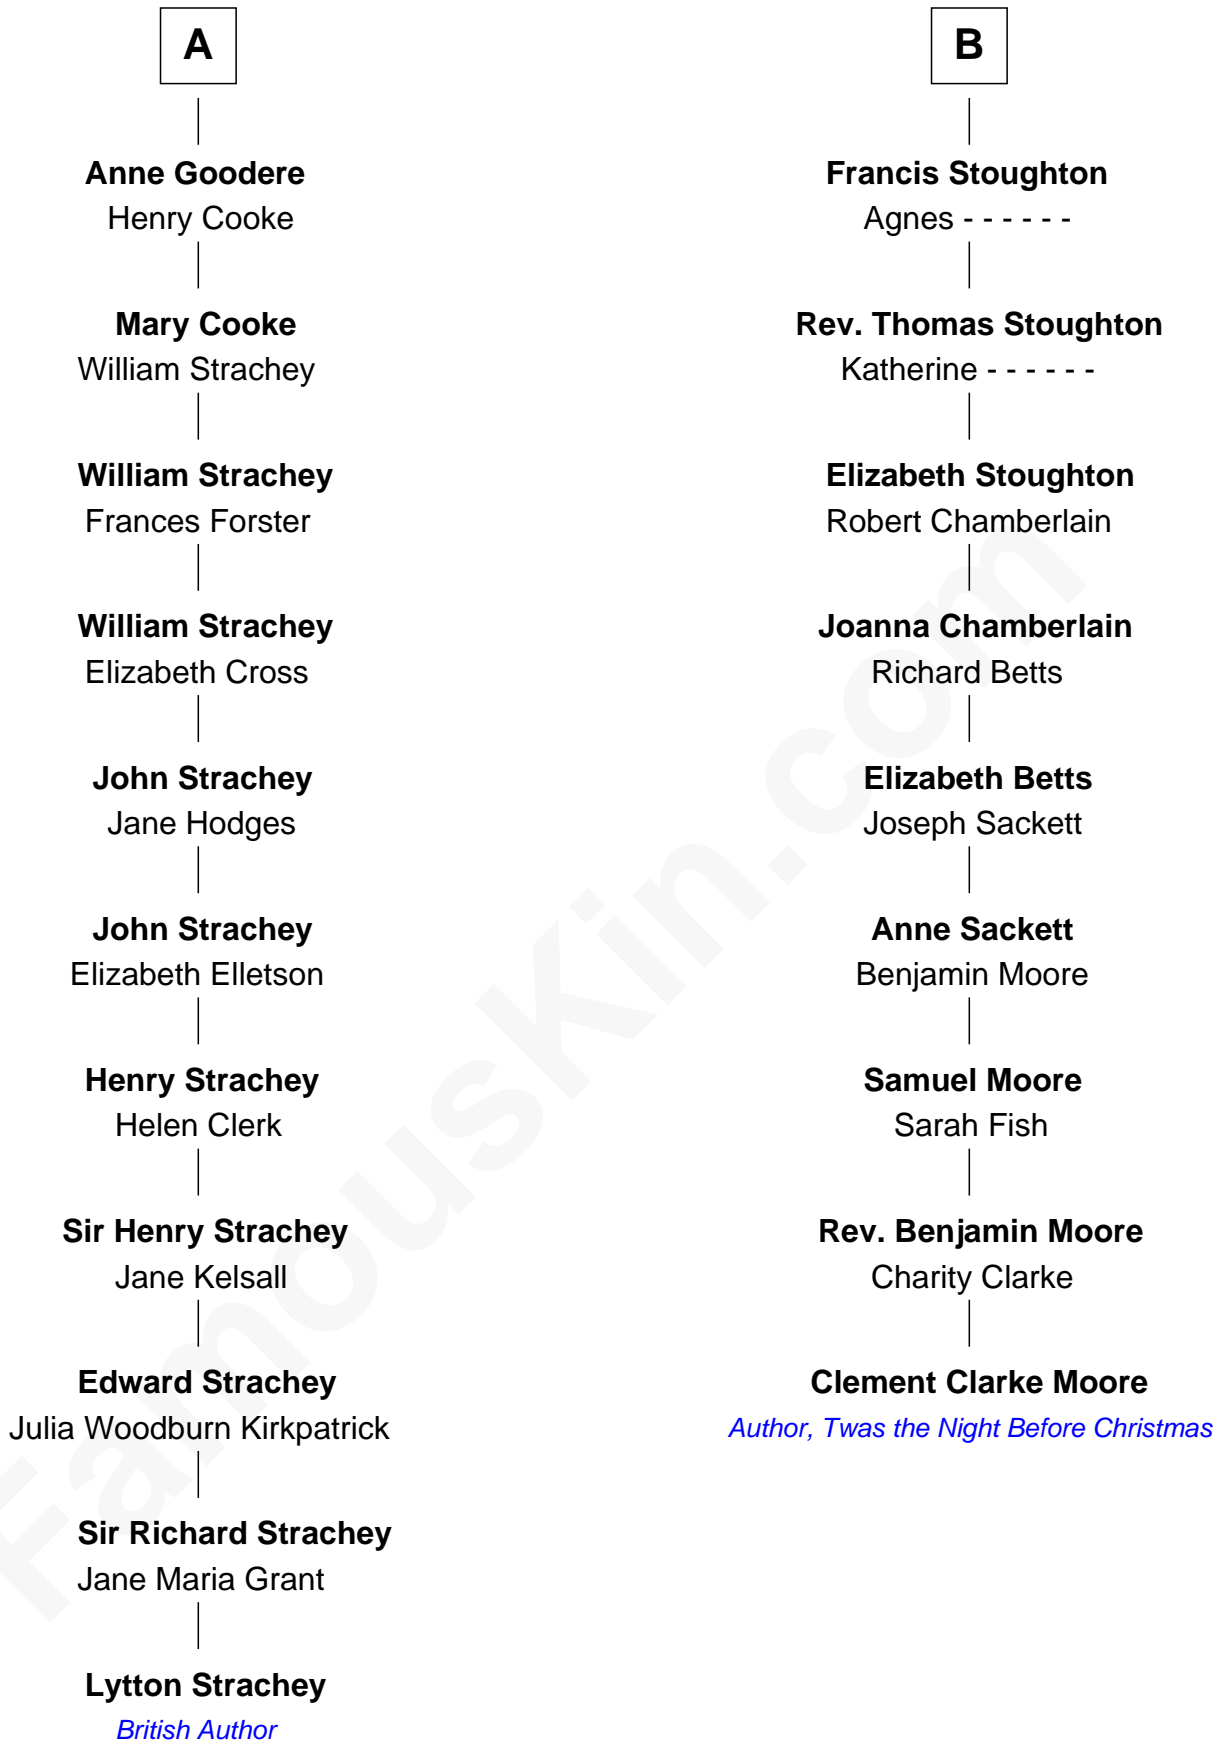 A
Anne Goodere
Henry Cooke
Mary Cooke
William Strachey
William Strachey
Frances Forster
William Strachey
Elizabeth Cross
John Strachey
Jane Hodges
John Strachey
Elizabeth Elletson
Henry Strachey
Helen Clerk
Sir Henry Strachey
Jane Kelsall
Edward Strachey
Julia Woodburn Kirkpatrick
Sir Richard Strachey
Jane Maria Grant
Lytton Strachey
British Author
B
Francis Stoughton
Agnes - - - - - -
Rev. Thomas Stoughton
Katherine - - - - - -
Elizabeth Stoughton
Robert Chamberlain
Joanna Chamberlain
Richard Betts
Elizabeth Betts
Joseph Sackett
Anne Sackett
Benjamin Moore
Samuel Moore
Sarah Fish
Rev. Benjamin Moore
Charity Clarke
Clement Clarke Moore
Author, Twas the Night Before Christmas
FamousKin.com